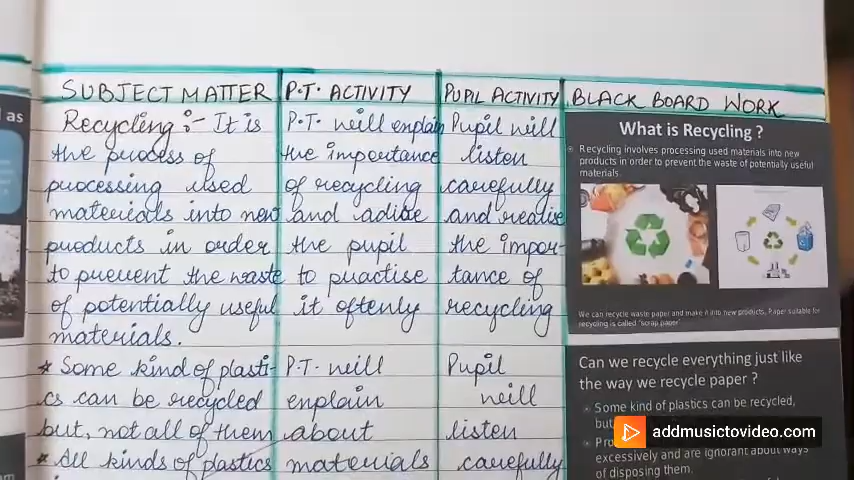 SUBJECT MATTER
Recycling :- It is
the process of
processing used
materials into new
products in order
to prevent the waste
of potentially useful
materials.
* Some kind of plasti-
cs can be recycled
but, not all of them
* All kinds of plastics
P.T. ACTIVITY
P.T. will explain
the importance
of recycling
and advise
the pupil
to practise
it oftenly
P.T. will
explain
about
materials
PUPIL ACTIVITY
Pupil will
listen
carefully
and realise
the impor-
tance of
recycling
Pupil
will
listen
carefully
BLACK BOARD WORK
What is Recycling ?
Recycling involves processing used materials into new
products in order to prevent the waste of potentially useful
materials.
We can recycle waste paper and make it into new products. Paper suitable for
recycling is called "scrap paper"
Can we recycle everything just like
the way we recycle paper ?
Some kind of plastics can be recycled,
but
excessively and are ignorant about ways
of disposing them.
addmusictovideo.com
as